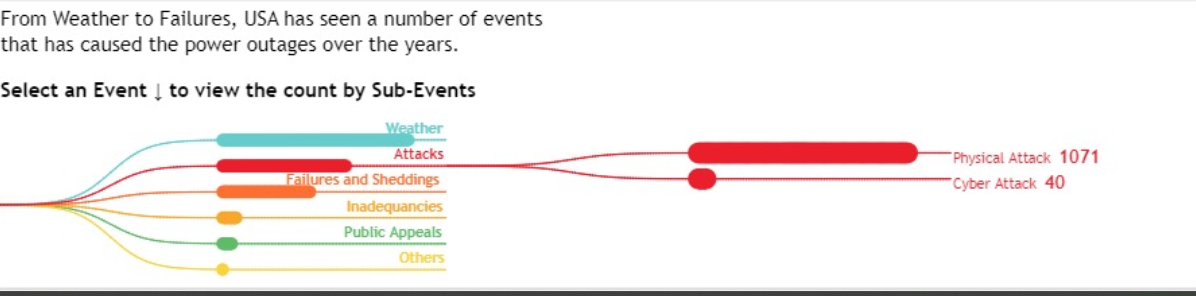 From Weather to Failures, USA has seen a number of events
that has caused the power outages over the years.
Select an Event ↓ to view the count by Sub-Events
Weather
Attacks
Physical Attack 1071
Failures and Sheddings
Cyber Attack 40
Inadequancies
Public Appeals
Others